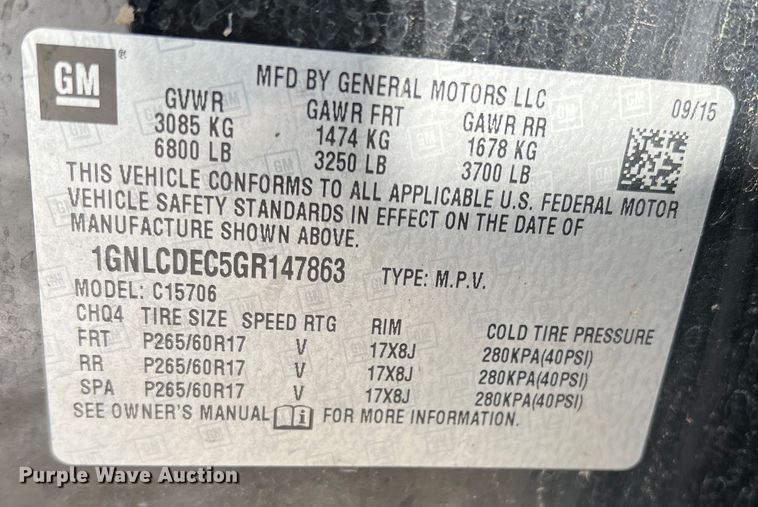 GM
MFD BY GENERAL MOTORS LLC
09/15
GVWR GAWR FRT GAWR RR
3085 KG 1474 KG 1678 KG
6800 LB 3250 LB 3700 LB
THIS VEHICLE CONFORMS TO ALL APPLICABLE U.S. FEDERAL MOTOR
VEHICLE SAFETY STANDARDS IN EFFECT ON THE DATE OF
MANUFACTURE SHOWN ABOVE.
1GNLCDEC5GR147863 TYPE: M.P.V.
MODEL: C15706
CHQ4 TIRE SIZE SPEED RTG RIM COLD TIRE PRESSURE
FRT P265/60R17 V 17X8J 280KPA(40PSI)
RR P265/60R17 V 17X8J 280KPA(40PSI)
SPA P265/60R17 V 17X8J 280KPA(40PSI)
SEE OWNER'S MANUAL i FOR MORE INFORMATION.
Purple Wave Auction